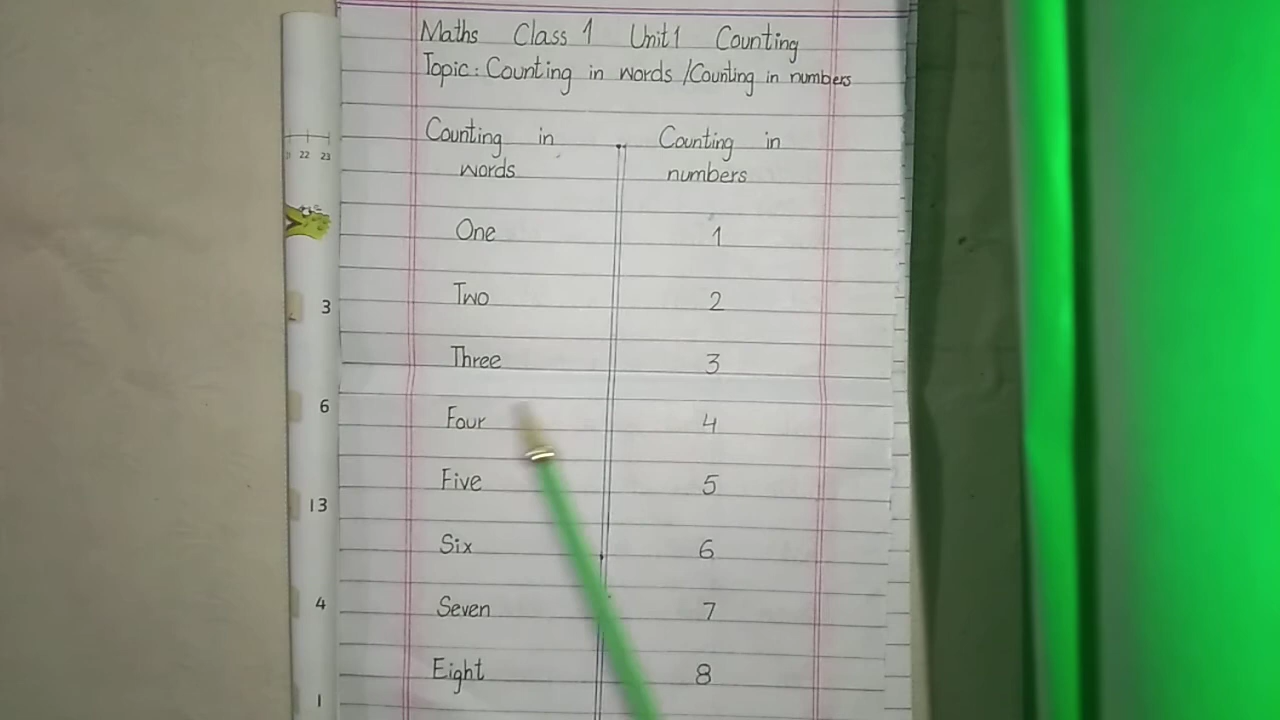 Maths Class 1 Unit 1 Counting
Topic: Counting in words /Counting in numbers
Counting in words
Counting in numbers
One 1
Two 2
Three 3
Four 4
Five 5
Six 6
Seven 7
Eight 8
22 23
3
6
13
4
1